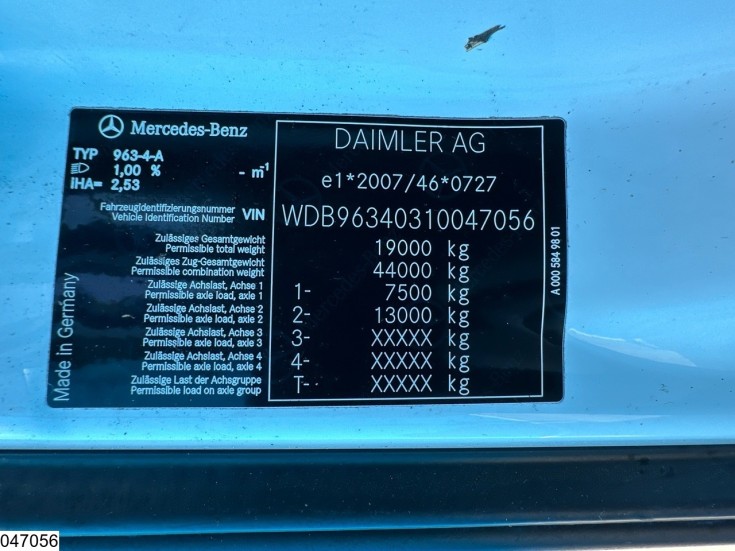 Mercedes-Benz
TYP 963-4-A
1,00 % - m⁻¹
IHA= 2,53
DAIMLER AG
e1*2007/46*0727
Fahrzeugidentifizierungsnummer
Vehicle Identification Number VIN WDB96340310047056
Zulässiges Gesamtgewicht
Permissible total weight 19000 kg
Zulässiges Zug-Gesamtgewicht
Permissible combination weight 44000 kg
Zulässige Achslast, Achse 1
Permissible axle load, axle 1 1- 7500 kg
Zulässige Achslast, Achse 2
Permissible axle load, axle 2 2- 13000 kg
Zulässige Achslast, Achse 3
Permissible axle load, axle 3 3- XXXXX kg
Zulässige Achslast, Achse 4
Permissible axle load, axle 4 4- XXXXX kg
Zulässige Last der Achsgruppe
Permissible load on axle group T- XXXXX kg
Made in Germany
A 000 584 98 01
047056